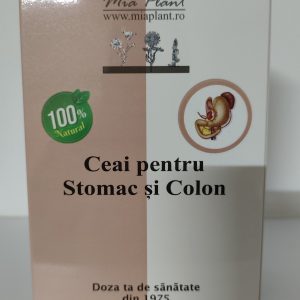 Mia Plant
www.miaplant.ro
100%
Natural
Ceai pentru
Stomac și Colon
Doza ta de sănătate
din 1975